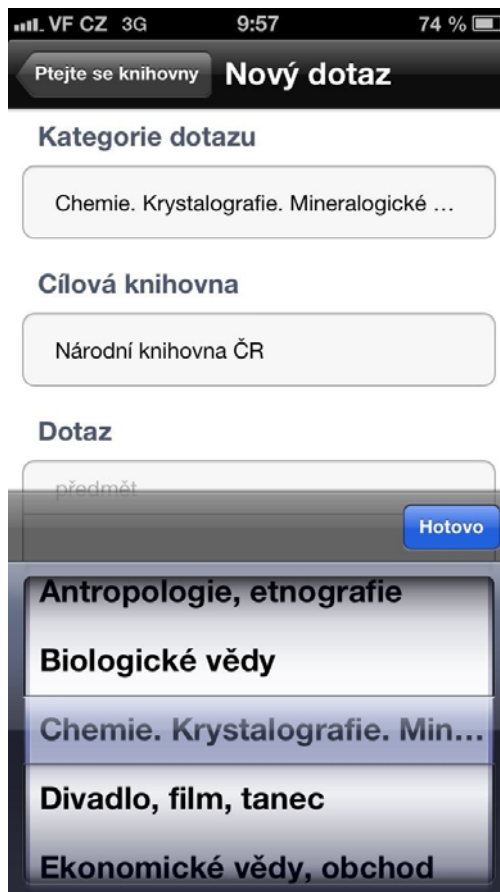 VF CZ 3G 9:57 74 %
Ptejte se knihovny Nový dotaz
Kategorie dotazu
Chemie. Krystalografie. Mineralogické ...
Cílová knihovna
Národní knihovna ČR
Dotaz
předmět
Hotovo
Antropologie, etnografie
Biologické vědy
Chemie. Krystalografie. Min...
Divadlo, film, tanec
Ekonomické vědy, obchod